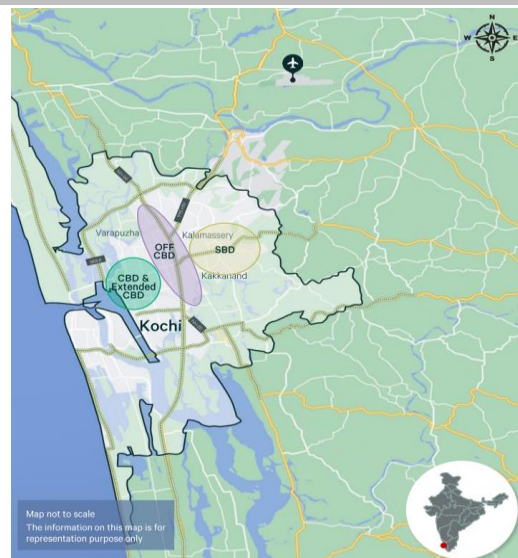 N
W
E
S
Varapuzha
OFF
CBD
Kalamassery
SBD
Kakkanand
CBD &
Extended
CBD
Kochi
Map not to scale
The information on this map is for
representation purpose only